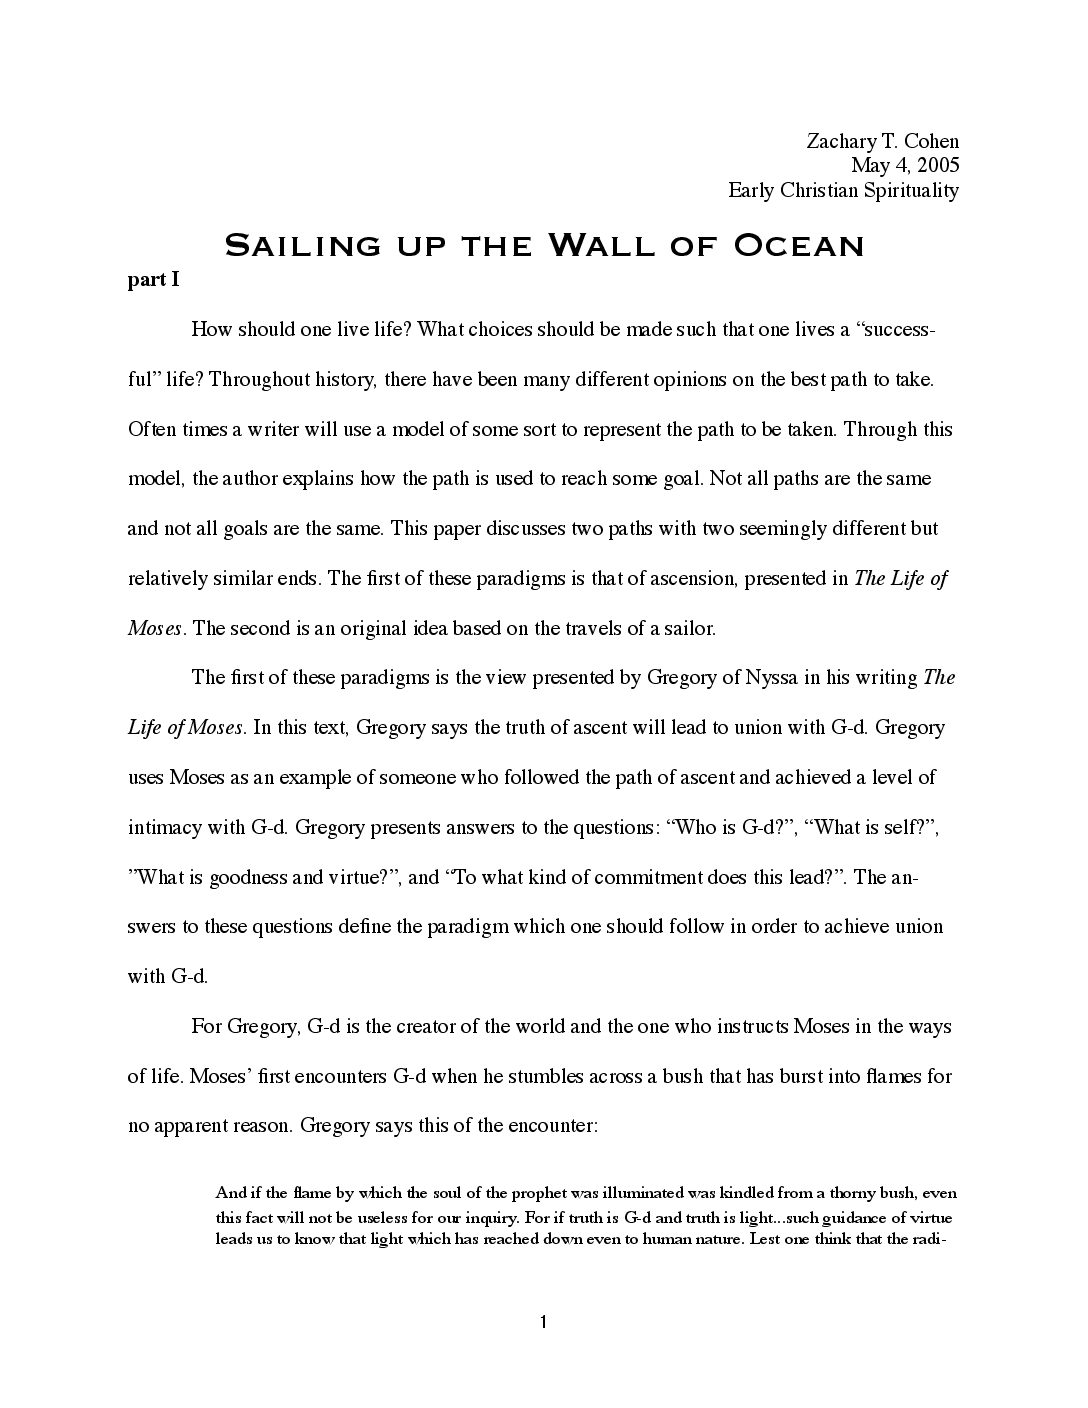 Zachary T. Cohen
May 4, 2005
Early Christian Spirituality
Sailing up the Wall of Ocean
part I
How should one live life? What choices should be made such that one lives a “success-
ful” life? Throughout history, there have been many different opinions on the best path to take.
Often times a writer will use a model of some sort to represent the path to be taken. Through this
model, the author explains how the path is used to reach some goal. Not all paths are the same
and not all goals are the same. This paper discusses two paths with two seemingly different but
relatively similar ends. The first of these paradigms is that of ascension, presented in The Life of
Moses. The second is an original idea based on the travels of a sailor.
The first of these paradigms is the view presented by Gregory of Nyssa in his writing The
Life of Moses. In this text, Gregory says the truth of ascent will lead to union with G-d. Gregory
uses Moses as an example of someone who followed the path of ascent and achieved a level of
intimacy with G-d. Gregory presents answers to the questions: “Who is G-d?”, “What is self?”,
”What is goodness and virtue?”, and “To what kind of commitment does this lead?”. The an-
swers to these questions define the paradigm which one should follow in order to achieve union
with G-d.
For Gregory, G-d is the creator of the world and the one who instructs Moses in the ways
of life. Moses’ first encounters G-d when he stumbles across a bush that has burst into flames for
no apparent reason. Gregory says this of the encounter:
And if the flame by which the soul of the prophet was illuminated was kindled from a thorny bush, even
this fact will not be useless for our inquiry. For if truth is G-d and truth is light...such guidance of virtue
leads us to know that light which has reached down even to human nature. Lest one think that the radi-
1